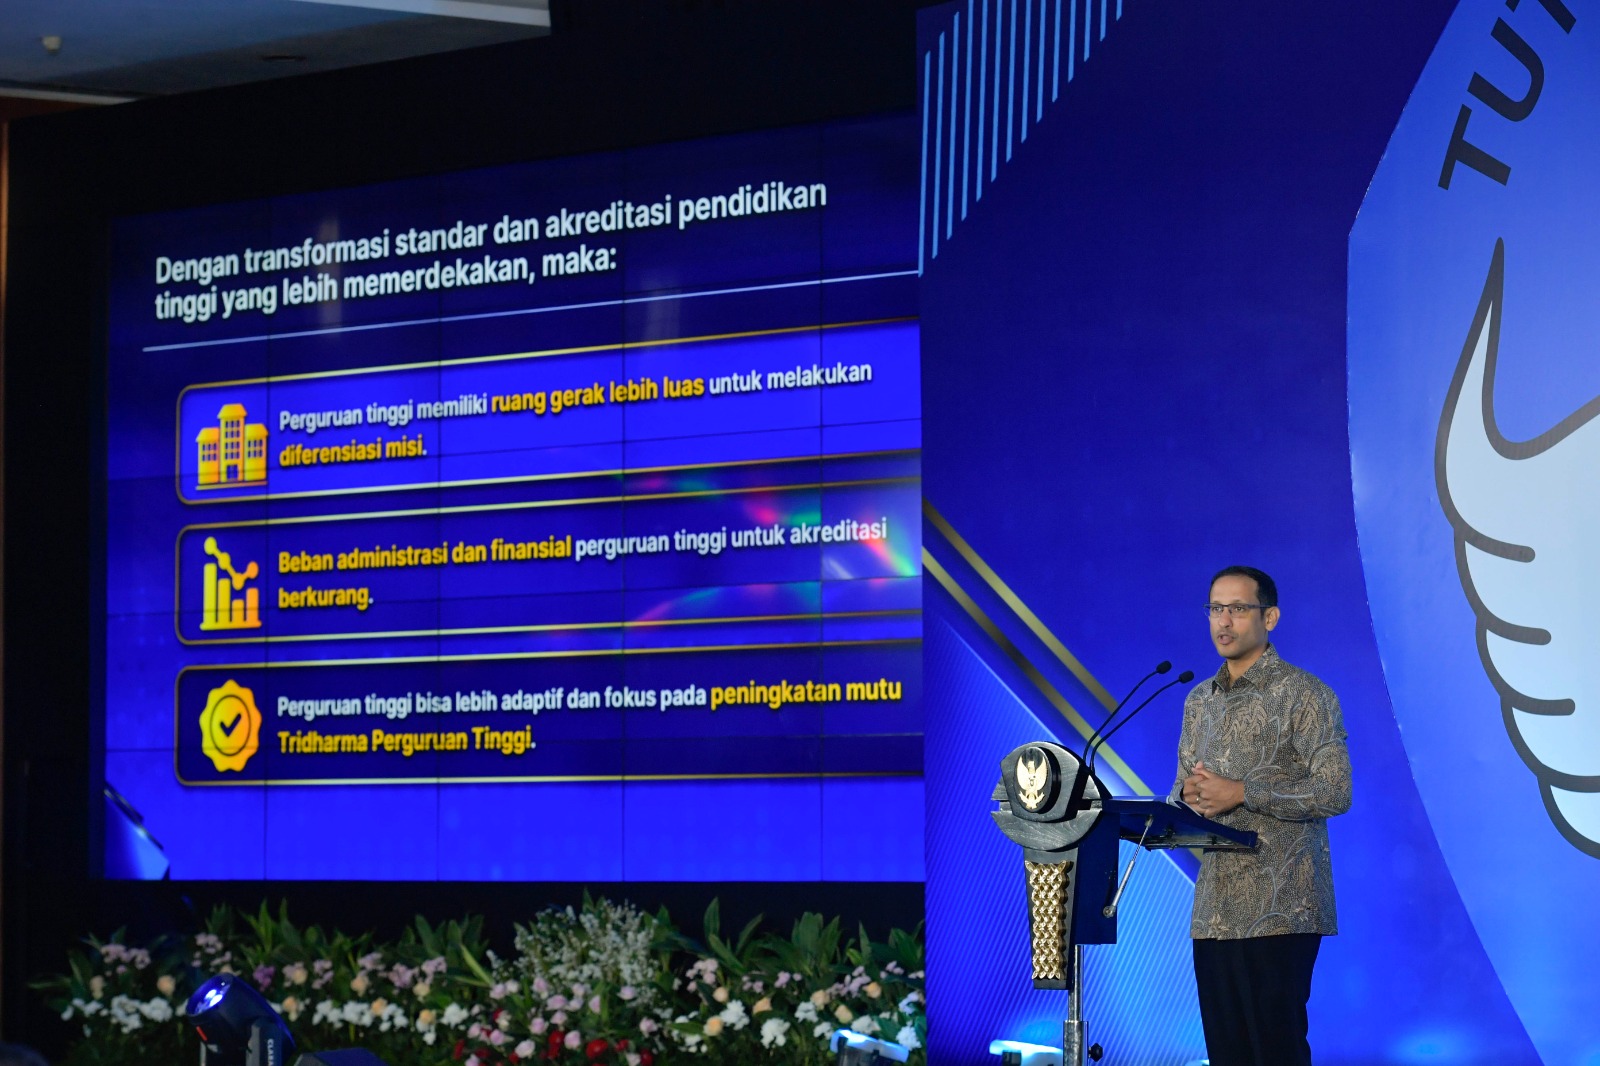 Dengan transformasi standar dan akreditasi pendidikan
tinggi yang lebih memerdekakan, maka:
Perguruan tinggi memiliki ruang gerak lebih luas untuk melakukan
diferensiasi misi.
Beban administrasi dan finansial perguruan tinggi untuk akreditasi
berkurang.
Perguruan tinggi bisa lebih adaptif dan fokus pada peningkatan mutu
Tridharma Perguruan Tinggi.
TUT